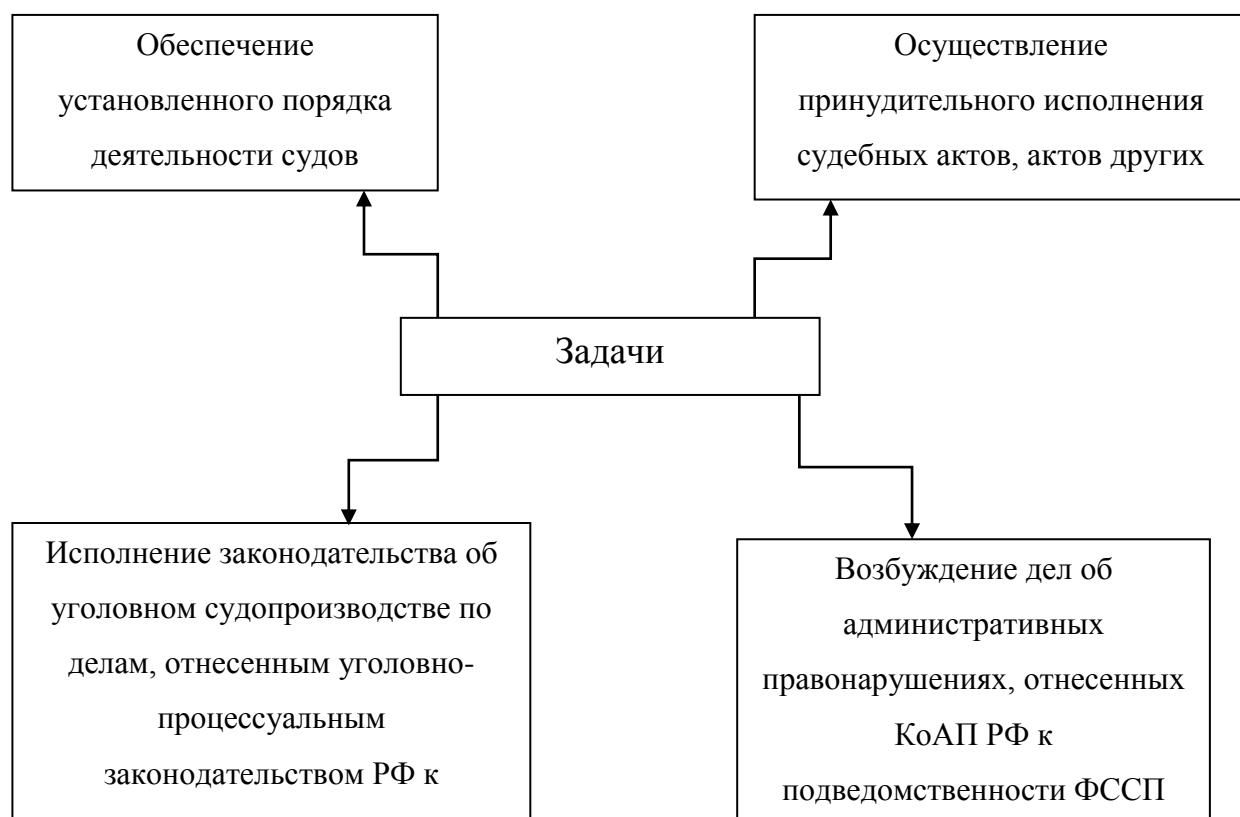 Обеспечение
установленного порядка
деятельности судов
Осуществление
принудительного исполнения
судебных актов, актов других
Задачи
Исполнение законодательства об
уголовном судопроизводстве по
делам, отнесенным уголовно-
процессуальным
законодательством РФ к
Возбуждение дел об
административных
правонарушениях, отнесенных
КоАП РФ к
подведомственности ФССП